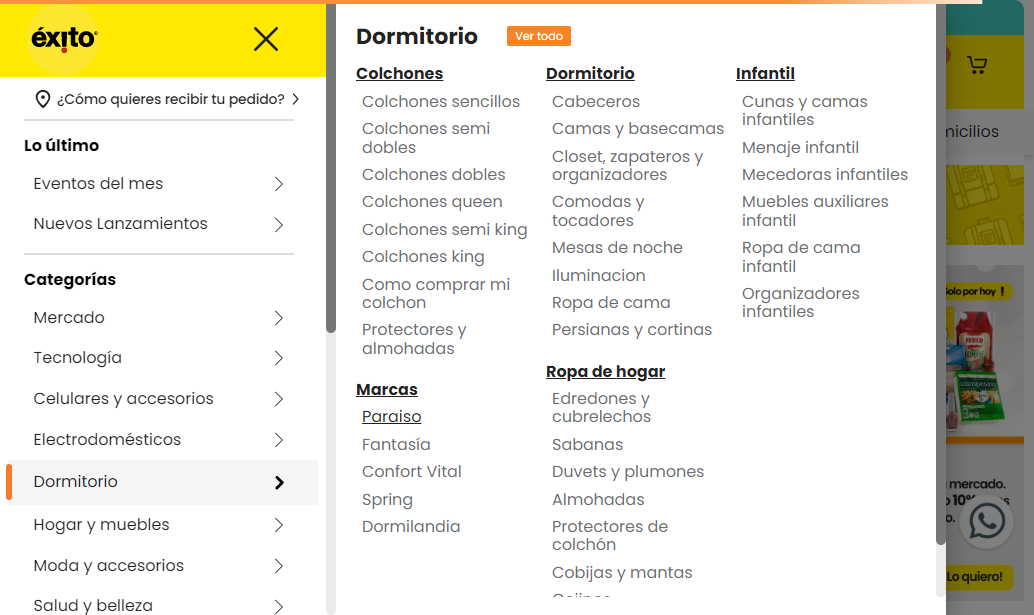 éxito
¿Cómo quieres recibir tu pedido?
Lo último
Eventos del mes
Nuevos Lanzamientos
Categorías
Mercado
Tecnología
Celulares y accesorios
Electrodomésticos
Dormitorio
Hogar y muebles
Moda y accesorios
Salud y belleza
Dormitorio
Ver todo
Colchones
Colchones sencillos
Colchones semi
dobles
Colchones dobles
Colchones queen
Colchones semi king
Colchones king
Como comprar mi
colchon
Protectores y
almohadas
Marcas
Paraiso
Fantasía
Confort Vital
Spring
Dormilandia
Dormitorio
Cabeceros
Camas y basecamas
Closet, zapateros y
organizadores
Comodas y
tocadores
Mesas de noche
Iluminacion
Ropa de cama
Persianas y cortinas
Ropa de hogar
Edredones y
cubrelechos
Sabanas
Duvets y plumones
Almohadas
Protectores de
colchón
Cobijas y mantas
Infantil
Cunas y camas
infantiles
Menaje infantil
Mecedoras infantiles
Muebles auxiliares
infantil
Ropa de cama
infantil
Organizadores
infantiles
micilios
olo por hoy !
mercado.
10%
Lo quiero!